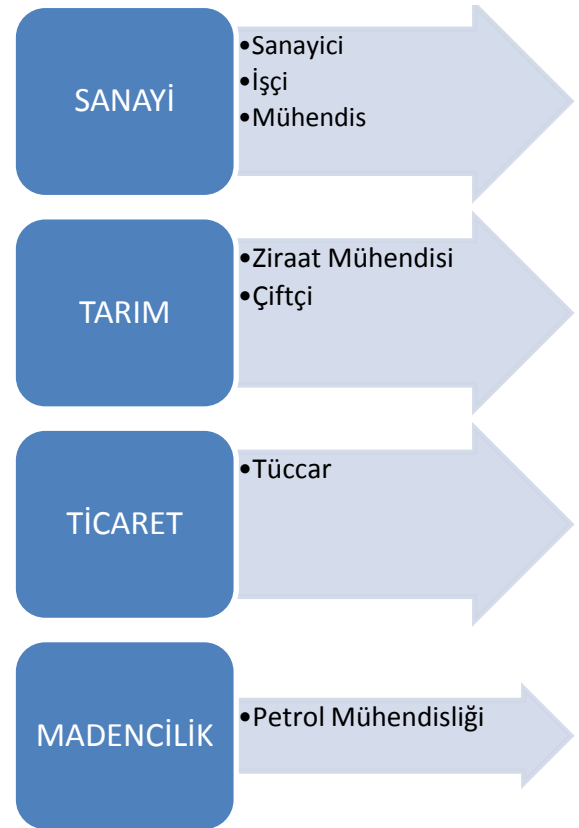 SANAYİ
•Sanayici
•İşçi
•Mühendis
TARIM
•Ziraat Mühendisi
•Çiftçi
TİCARET
•Tüccar
MADENCİLİK
•Petrol Mühendisliği